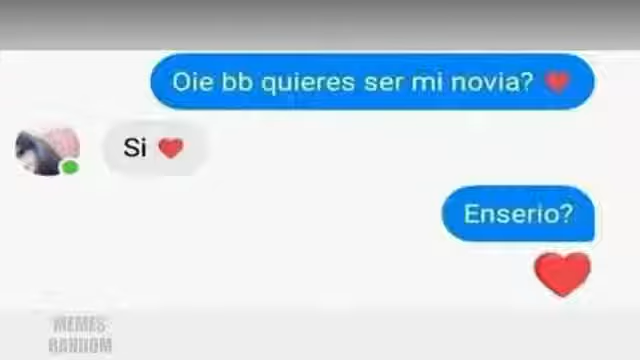 Oie bb quieres ser mi novia? ❤️
Si ❤️
Enserio?
❤️
MEMES
RANDOM